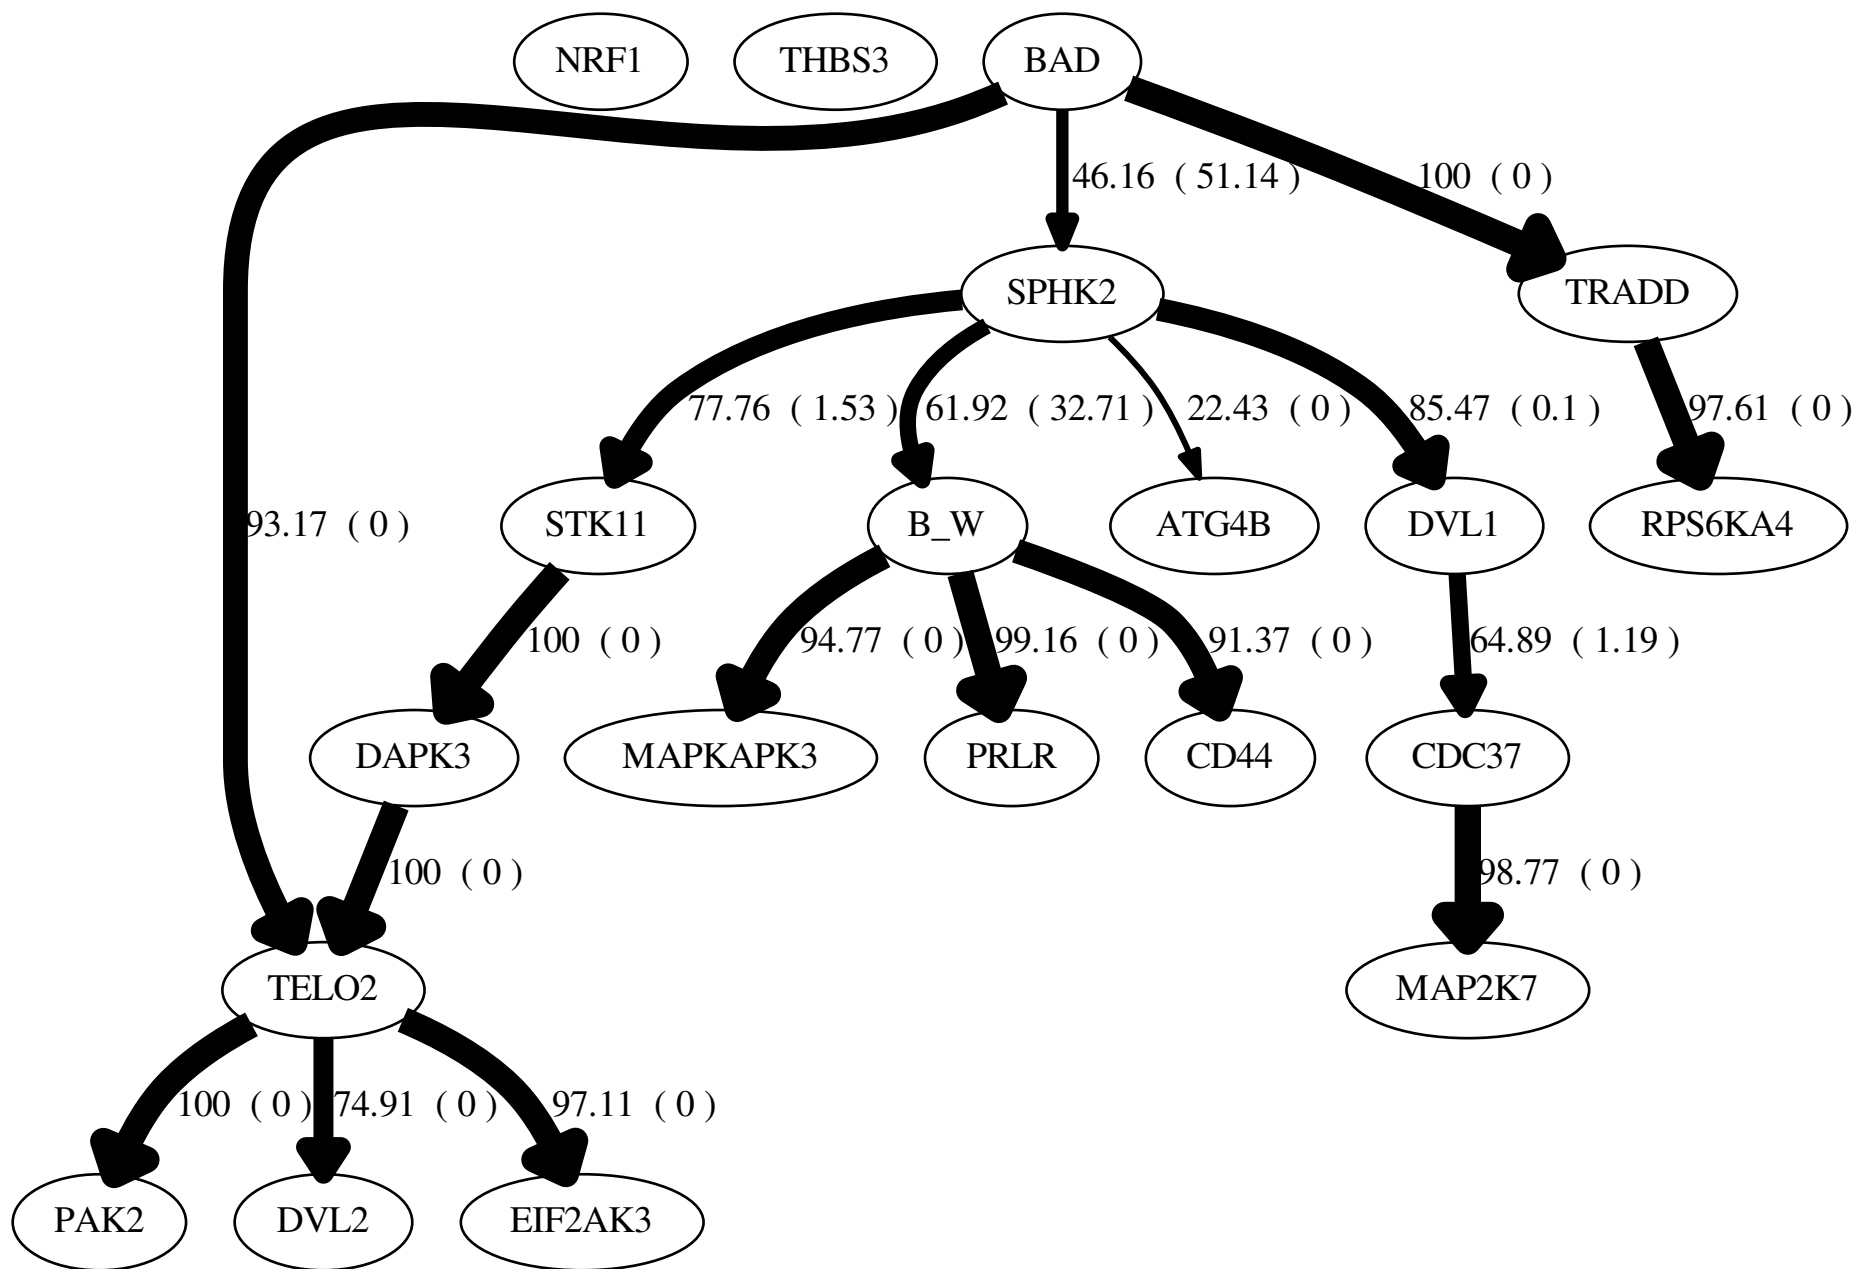 NRF1
THBS3
BAD
46.16 ( 51.14 )
100 ( 0 )
SPHK2
TRADD
77.76 ( 1.53 )
61.92 ( 32.71 )
22.43 ( 0 )
85.47 ( 0.1 )
97.61 ( 0 )
93.17 ( 0 )
STK11
B_W
ATG4B
DVL1
RPS6KA4
100 ( 0 )
94.77 ( 0 )
99.16 ( 0 )
91.37 ( 0 )
64.89 ( 1.19 )
DAPK3
MAPKAPK3
PRLR
CD44
CDC37
100 ( 0 )
98.77 ( 0 )
TELO2
MAP2K7
100 ( 0 )
74.91 ( 0 )
97.11 ( 0 )
PAK2
DVL2
EIF2AK3